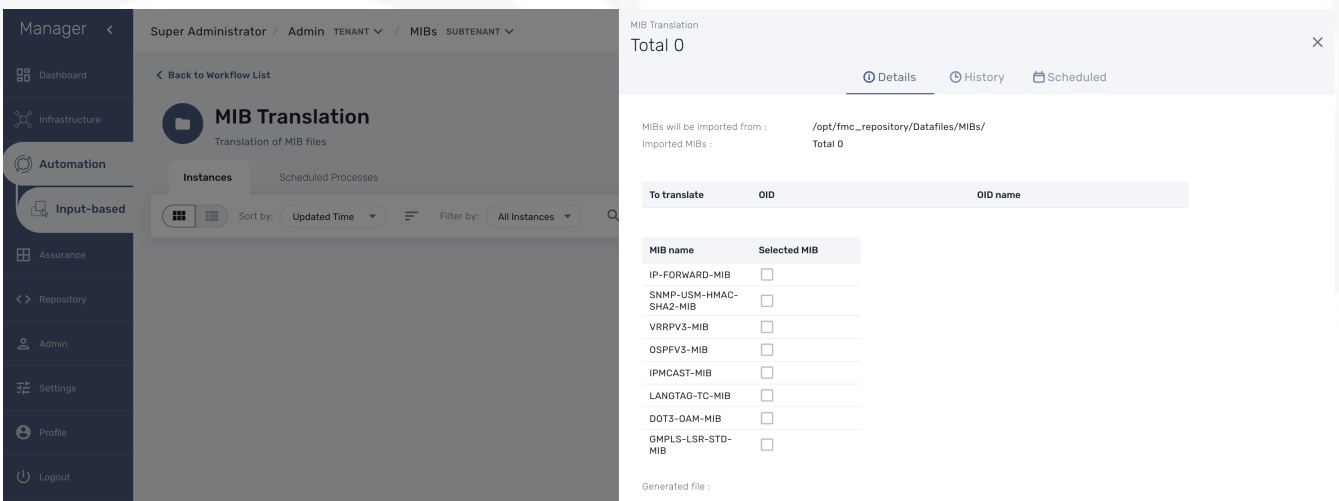 Manager
Dashboard
Infrastructure
Automation
Input-based
Assurance
Repository
Admin
Settings
Profile
Logout
Super Administrator / Admin TENANT / MIBs SUBTENANT
Back to Workflow List
MIB Translation
Translation of MIB files
Instances Scheduled Processes
Sort by: Updated Time Filter by: All Instances
MIB Translation
Total 0
Details History Scheduled
MIBs will be imported from : /opt/fmc_repository/Datafiles/MIBs/
Imported MIBs : Total 0
To translate OID OID name
MIB name Selected MIB
IP-FORWARD-MIB
SNMP-USM-HMAC-
SHA2-MIB
VRRPV3-MIB
OSPFV3-MIB
IPMCAST-MIB
LANGTAG-TC-MIB
DOT3-OAM-MIB
GMPLS-LSR-STD-
MIB
Generated file :